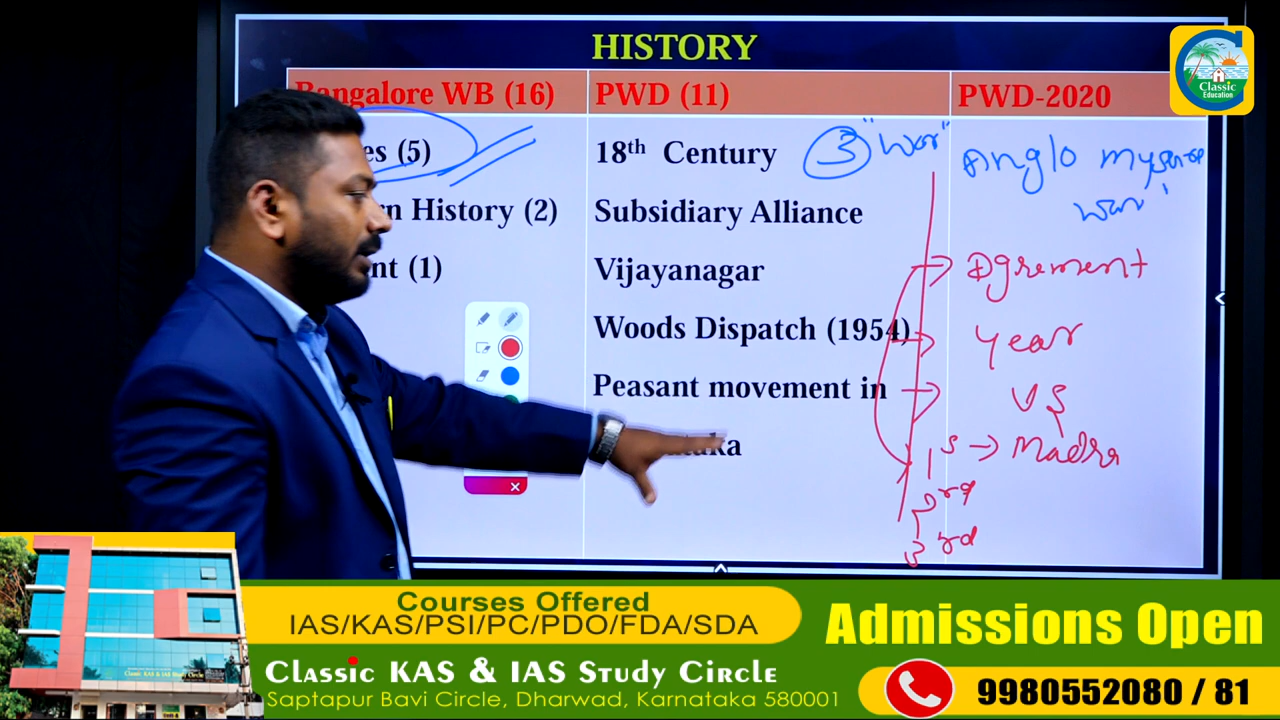 HISTORY
Classic
Education
Bangalore WB (16)
PWD (11)
PWD-2020
es (5)
18th Century
3 "War"
Anglo mysore
war'
n History (2)
Subsidiary Alliance
nt (1)
Vijayanagar
Agrement
Woods Dispatch (1954)
Year
Peasant movement in
VS
aka
1s → Madra
3rd
Courses Offered
IAS/KAS/PSI/PC/PDO/FDA/SDA
Admissions Open
Classic KAS & IAS Study Circle
Saptapur Bavi Circle, Dharwad, Karnataka 580001
9980552080 / 81